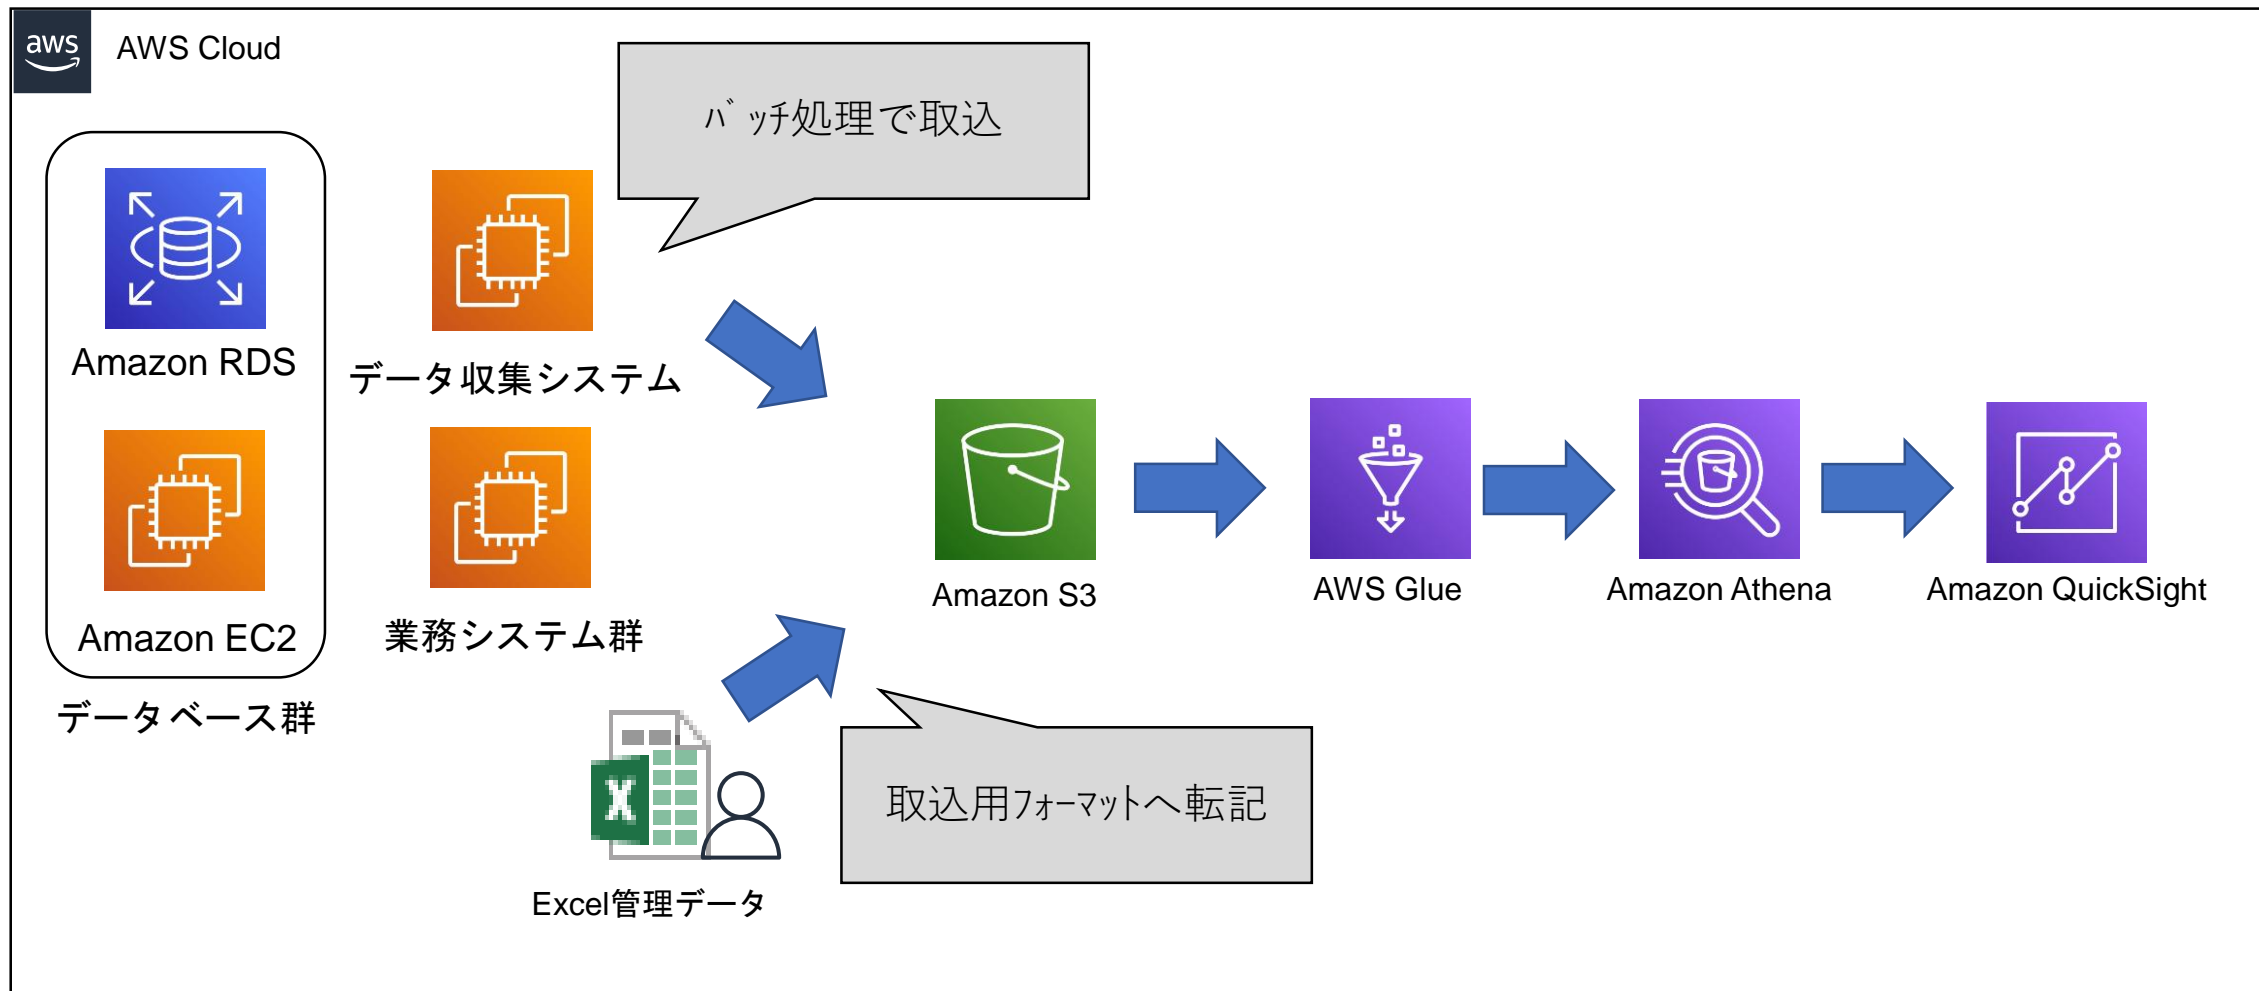 aws
AWS Cloud
ﾊﾞｯﾁ処理で取込
Amazon RDS
データ収集システム
Amazon EC2
業務システム群
データベース群
Amazon S3
AWS Glue
Amazon Athena
Amazon QuickSight
X
取込用ﾌｫｰﾏｯﾄへ転記
Excel管理データ